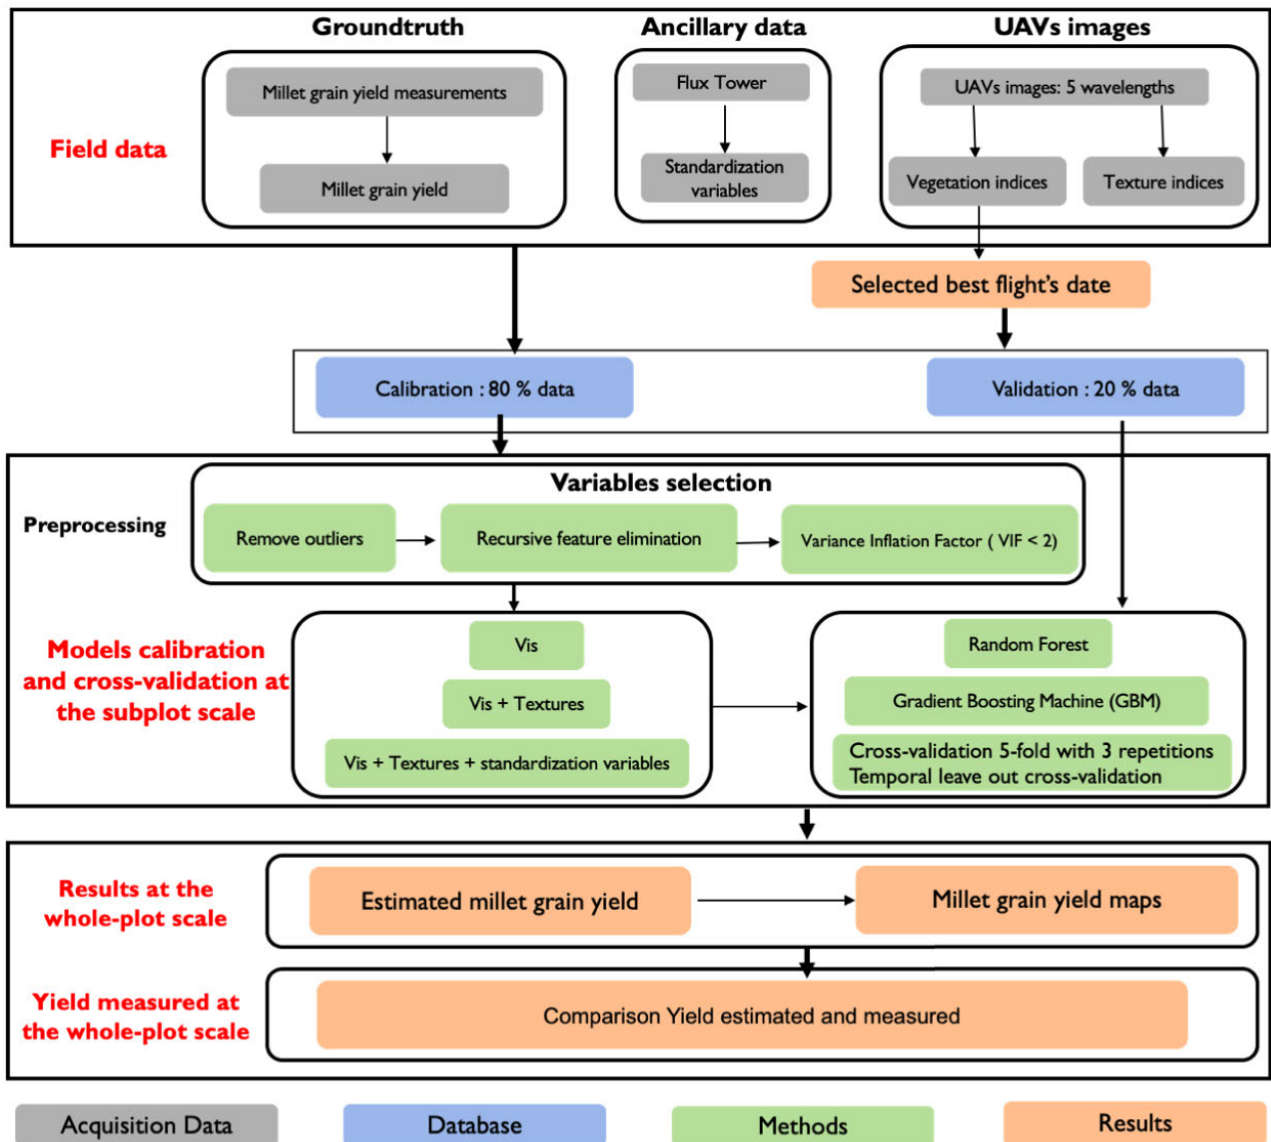 Groundtruth
Ancillary data
UAVs images
Millet grain yield measurements
Flux Tower
UAVs images: 5 wavelengths
Field data
Millet grain yield
Standardization
variables
Vegetation indices
Texture indices
Selected best flight's date
Calibration : 80 % data
Validation : 20 % data
Variables selection
Preprocessing
Remove outliers
Recursive feature elimination
Variance Inflation Factor ( VIF < 2)
Models calibration
and cross-validation at
the subplot scale
Vis
Vis + Textures
Vis + Textures + standardization variables
Random Forest
Gradient Boosting Machine (GBM)
Cross-validation 5-fold with 3 repetitions
Temporal leave out cross-validation
Results at the
whole-plot scale
Estimated millet grain yield
Millet grain yield maps
Yield measured at
the whole-plot scale
Comparison Yield estimated and measured
Acquisition Data
Database
Methods
Results